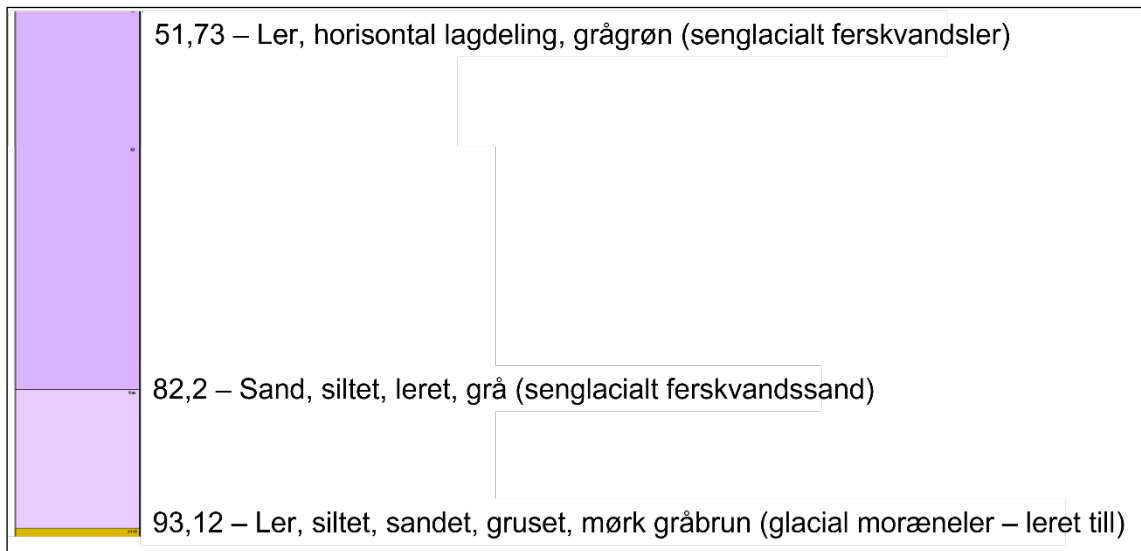 51,73 – Ler, horisontal lagdeling, grågrøn (senglacialt ferskvandsler)
82,2 – Sand, siltet, leret, grå (senglacialt ferskvandssand)
93,12 – Ler, siltet, sandet, gruset, mørk gråbrun (glacial moræneler – leret till)